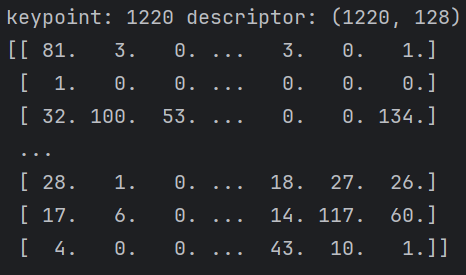 keypoint: 1220 descriptor: (1220, 128)
[[ 81.   3.   0. ...   3.   0.   1.]
 [  1.   0.   0. ...   0.   0.   0.]
 [ 32. 100.  53. ...   0.   0. 134.]
 ...
 [ 28.   1.   0. ...  18.  27.  26.]
 [ 17.   6.   0. ...  14. 117.  60.]
 [  4.   0.   0. ...  43.  10.   1.]]